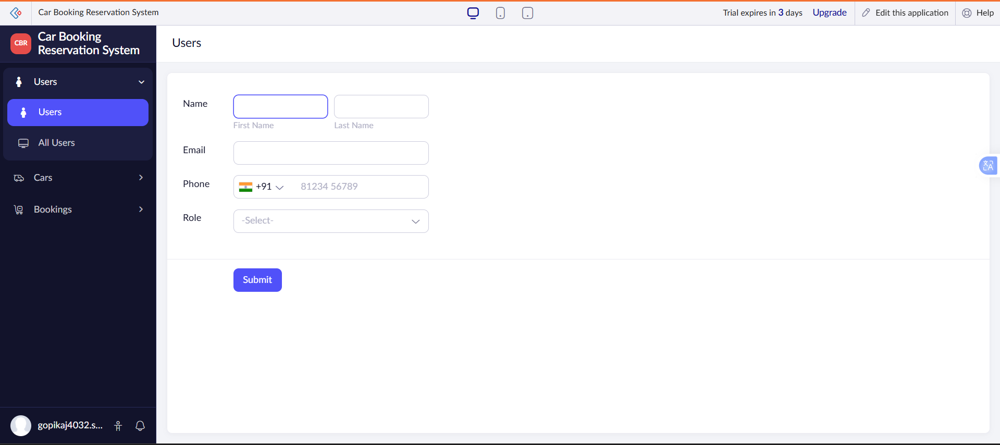 Car Booking Reservation System
Trial expires in 3 days Upgrade Edit this application Help
CBR Car Booking
Reservation System
Users
Users
Users
All Users
Cars
Bookings
Name
First Name Last Name
Email
Phone +91 81234 56789
Role -Select-
Submit
gopikaj4032.s...